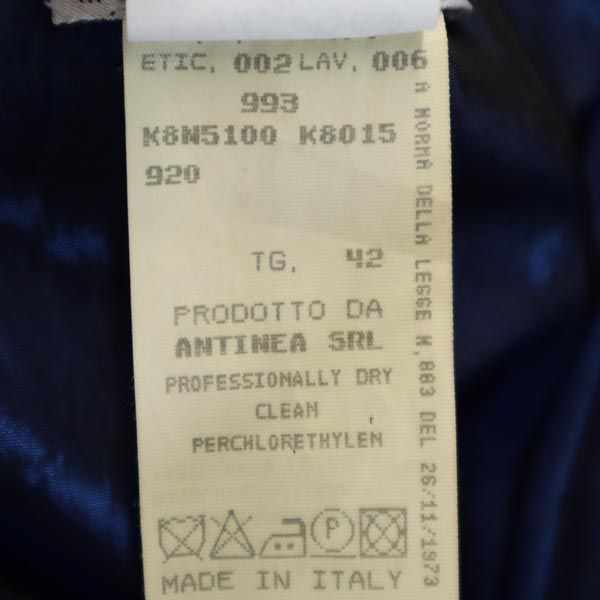 ETIC. 002 LAV. 006
993
K8N5100 K8015
920
TG. 42
PRODOTTO DA
ANTINEA SRL
PROFESSIONALLY DRY
CLEAN
PERCHLORETHYLEN
P
MADE IN ITALY
A NORMA DELLA LEGGE N.883 DEL 26/11/1973